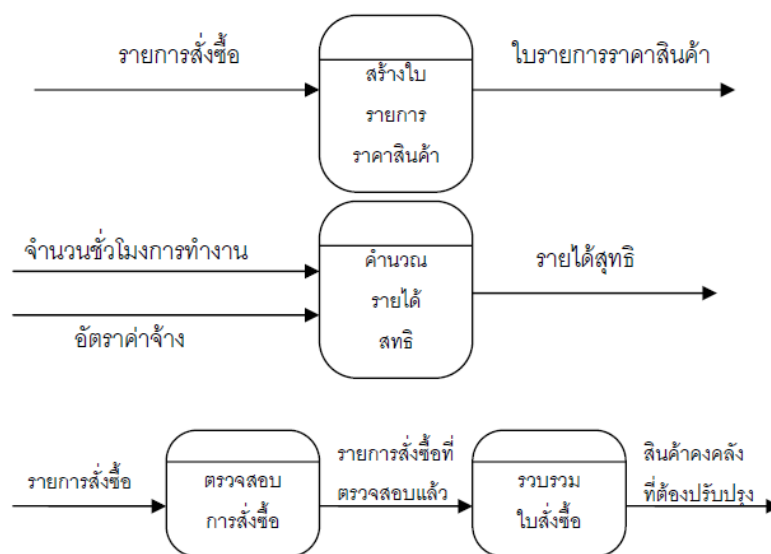 รายการสั่งซื้อ
สร้างใบ
รายการ
ราคาสินค้า
ใบรายการราคาสินค้า
จำนวนชั่วโมงการทำงาน
อัตราค่าจ้าง
คำนวณ
รายได้
สทธิ
รายได้สุทธิ
รายการสั่งซื้อ
ตรวจสอบ
การสั่งซื้อ
รายการสั่งซื้อที่
ตรวจสอบแล้ว
รวบรวม
ใบสั่งซื้อ
สินค้าคงคลัง
ที่ต้องปรับปรุง